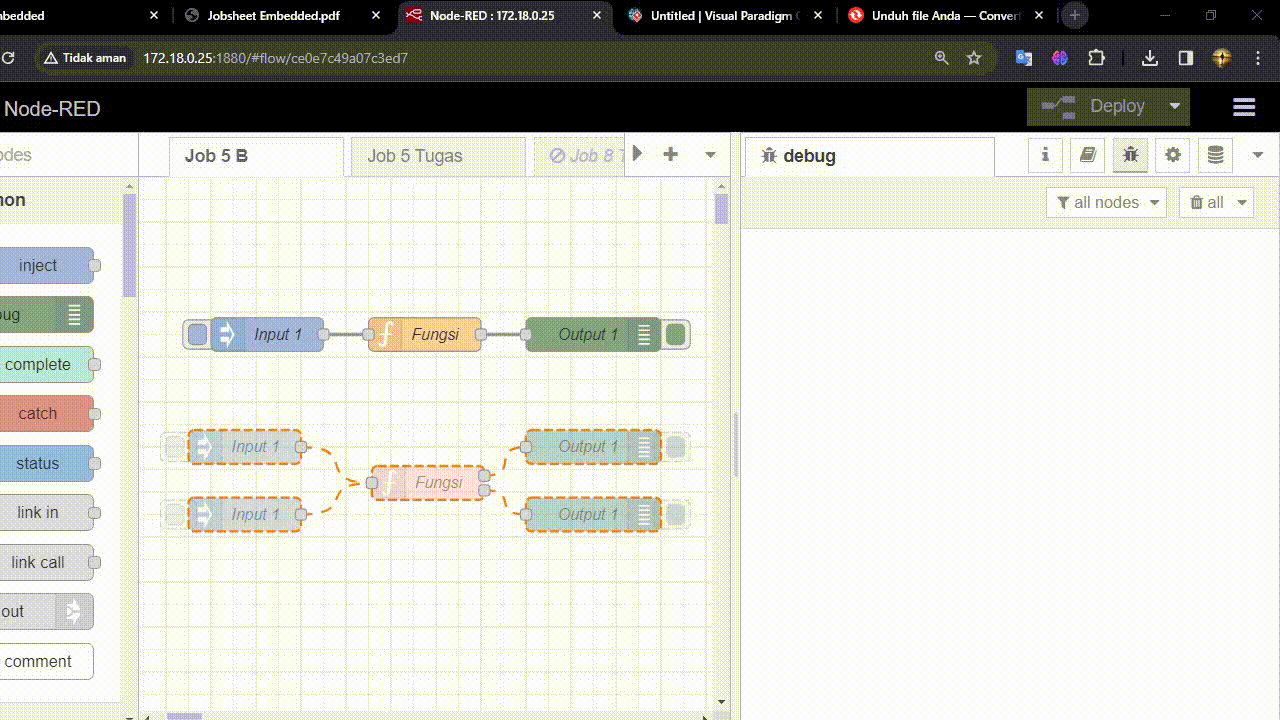 bedded
Jobsheet Embedded.pdf
Node-RED : 172.18.0.25
Untitled | Visual Paradigm
Unduh file Anda — Conver
Tidak aman
172.18.0.25:1880/#flow/ce0e7c49a07c3ed7
Node-RED
Deploy
odes
Job 5 B
Job 5 Tugas
Job 8 T
debug
non
all nodes
all
inject
ug
complete
catch
status
link in
link call
out
comment
Input 1
Fungsi
Output 1
Input 1
Output 1
Fungsi
Input 1
Output 1